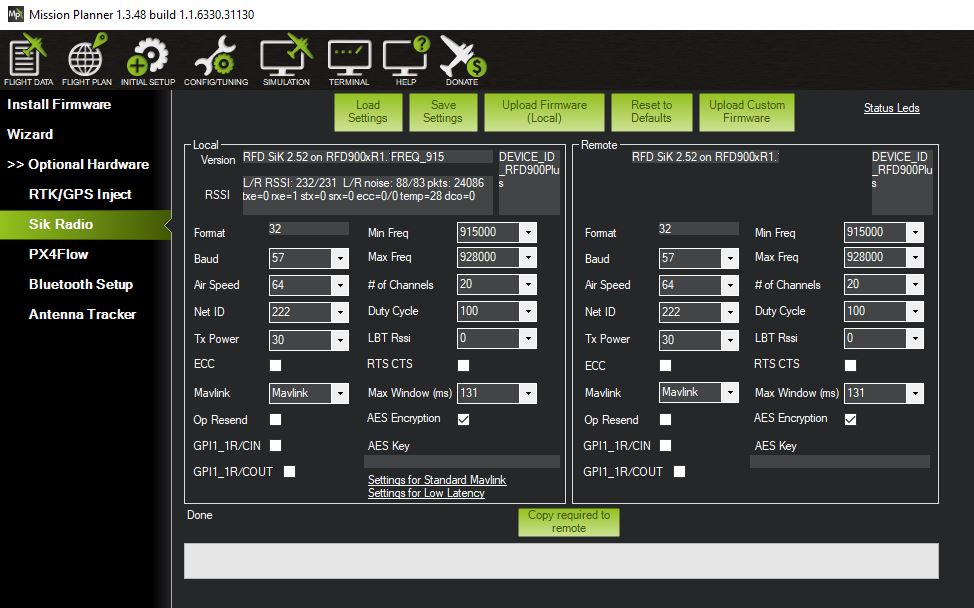 Mission Planner 1.3.48 build 1.1.6330.31130
FLIGHT DATA FLIGHT PLAN INITIAL SETUP CONFIG/TUNING SIMULATION TERMINAL HELP DONATE
Install Firmware
Wizard
>> Optional Hardware
RTK/GPS Inject
Sik Radio
PX4Flow
Bluetooth Setup
Antenna Tracker
Load
Settings
Save
Settings
Upload Firmware
(Local)
Reset to
Defaults
Upload Custom
Firmware
Status Leds
Local
Version RFD SiK 2.52 on RFD900xR1. FREQ_915
DEVICE_ID
_RFD900Plu
s
RSSI
L/R RSSI: 232/231 L/R noise: 88/83 pkts: 24086
txe=0 rxe=1 stx=0 srx=0 ecc=0/0 temp=28 dco=0
Format 32 Min Freq 915000
Baud 57 Max Freq 928000
Air Speed 64 # of Channels 20
Net ID 222 Duty Cycle 100
Tx Power 30 LBT Rssi 0
ECC RTS CTS
Mavlink Mavlink Max Window (ms) 131
Op Resend AES Encryption
GPI1_1R/CIN AES Key
GPI1_1R/COUT
Settings for Standard Mavlink
Settings for Low Latency
Remote
RFD SiK 2.52 on RFD900xR1.
DEVICE_ID
_RFD900Plu
s
Format 32 Min Freq 915000
Baud 57 Max Freq 928000
Air Speed 64 # of Channels 20
Net ID 222 Duty Cycle 100
Tx Power 30 LBT Rssi 0
ECC RTS CTS
Mavlink Mavlink Max Window (ms) 131
Op Resend AES Encryption
GPI1_1R/CIN AES Key
GPI1_1R/COUT
Done
Copy required to
remote